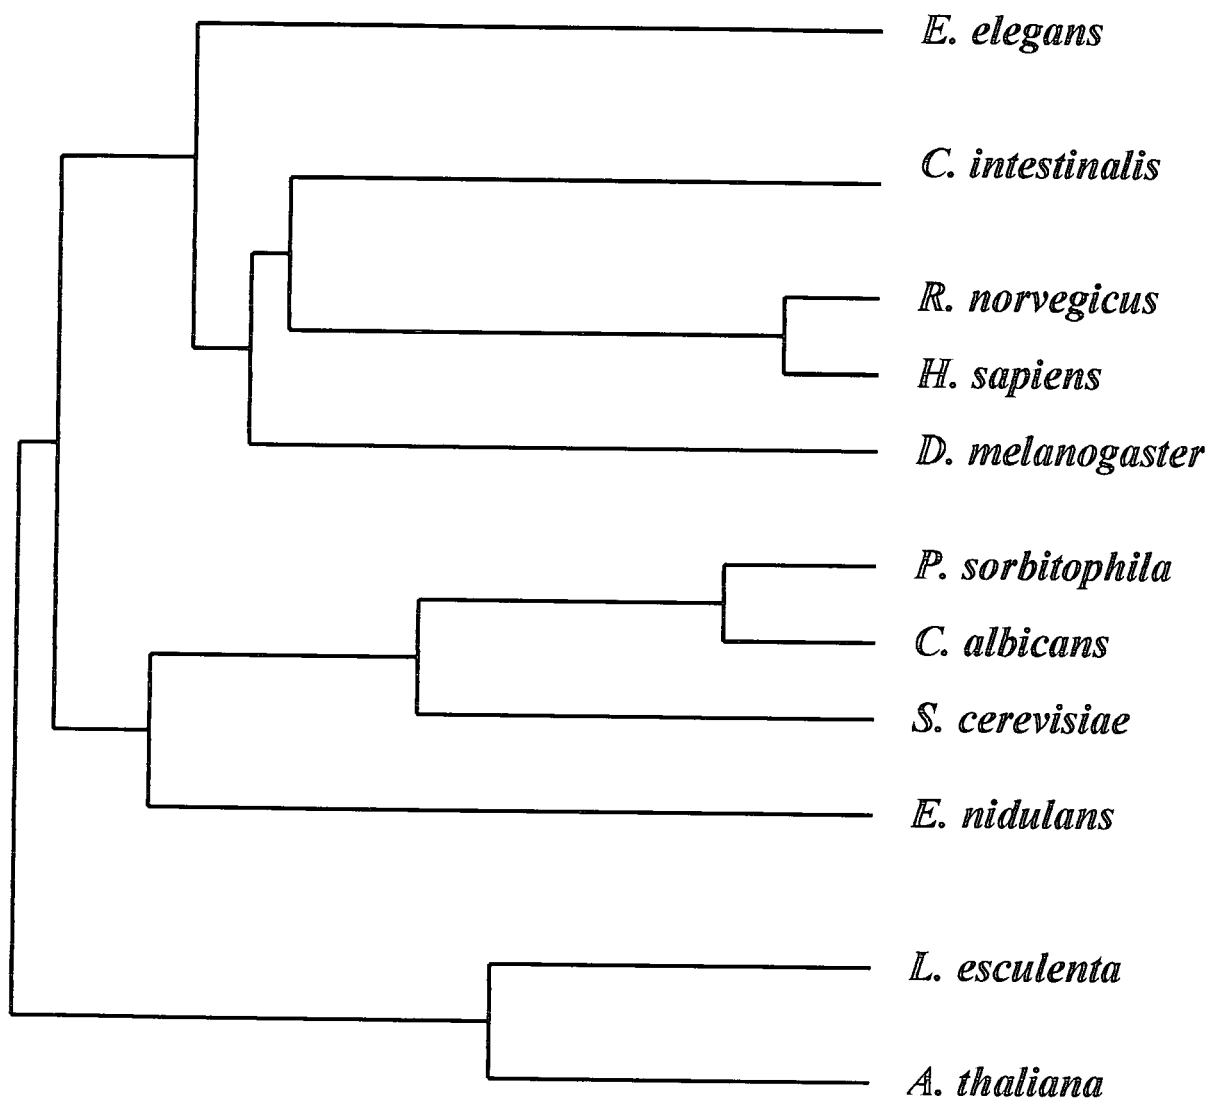 E. elegans
C. intestinalis
R. norvegicus
H. sapiens
D. melanogaster
P. sorbitophila
C. albicans
S. cerevisiae
E. nidulans
L. esculenta
A. thaliana